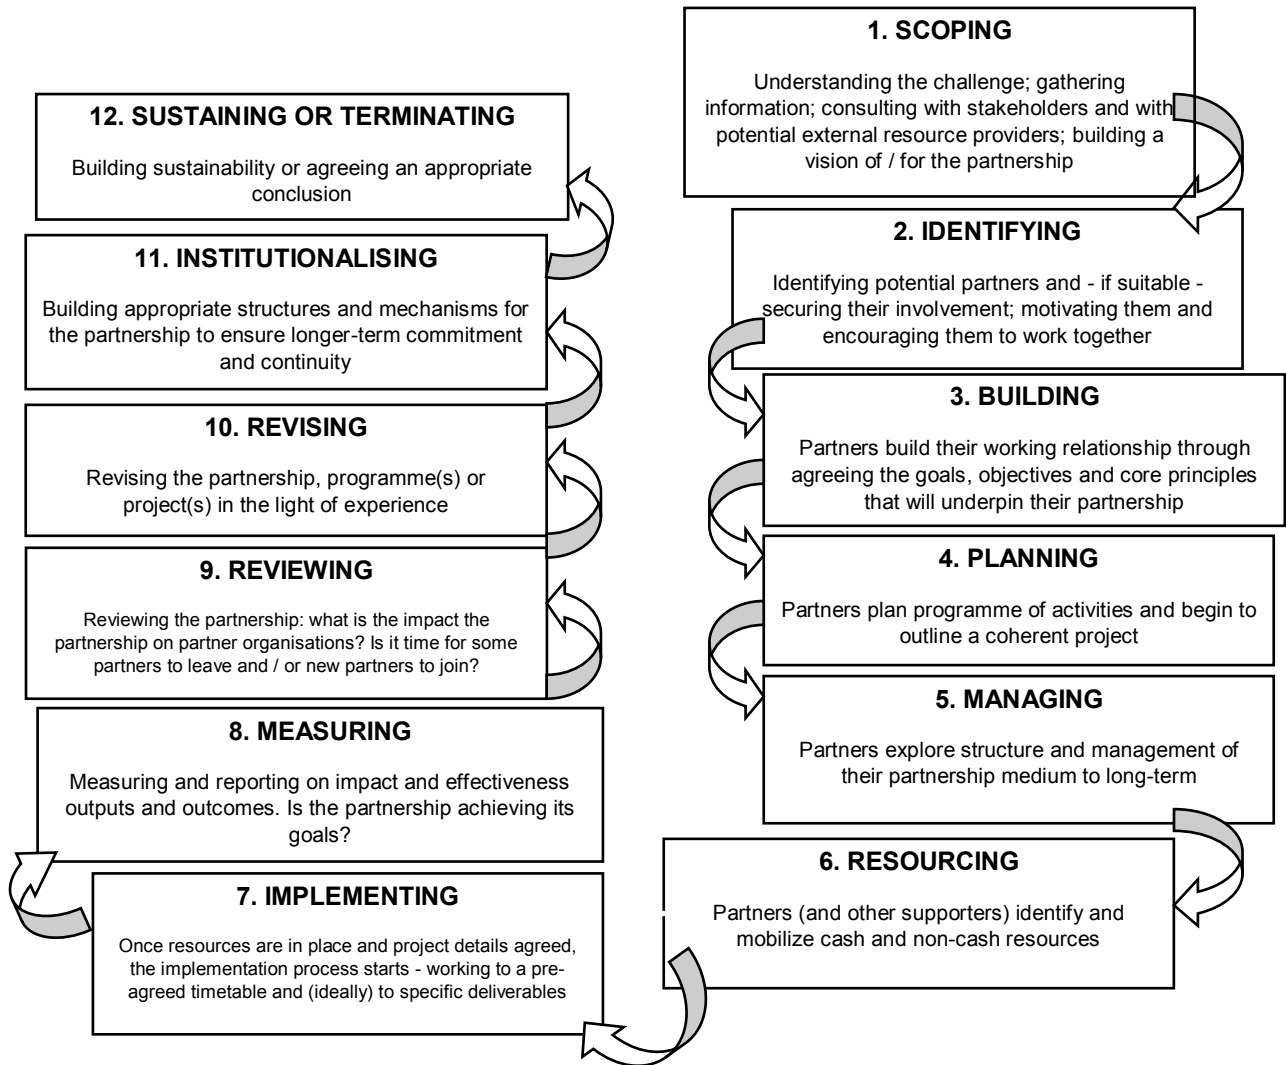 1. SCOPING
Understanding the challenge; gathering
information; consulting with stakeholders and with
potential external resource providers; building a
vision of / for the partnership
2. IDENTIFYING
Identifying potential partners and - if suitable -
securing their involvement; motivating them and
encouraging them to work together
3. BUILDING
Partners build their working relationship through
agreeing the goals, objectives and core principles
that will underpin their partnership
4. PLANNING
Partners plan programme of activities and begin to
outline a coherent project
5. MANAGING
Partners explore structure and management of
their partnership medium to long-term
6. RESOURCING
Partners (and other supporters) identify and
mobilize cash and non-cash resources
7. IMPLEMENTING
Once resources are in place and project details agreed,
the implementation process starts - working to a pre-
agreed timetable and (ideally) to specific deliverables
8. MEASURING
Measuring and reporting on impact and effectiveness
outputs and outcomes. Is the partnership achieving its
goals?
9. REVIEWING
Reviewing the partnership: what is the impact the
partnership on partner organisations? Is it time for some
partners to leave and / or new partners to join?
10. REVISING
Revising the partnership, programme(s) or
project(s) in the light of experience
11. INSTITUTIONALISING
Building appropriate structures and mechanisms for
the partnership to ensure longer-term commitment
and continuity
12. SUSTAINING OR TERMINATING
Building sustainability or agreeing an appropriate
conclusion